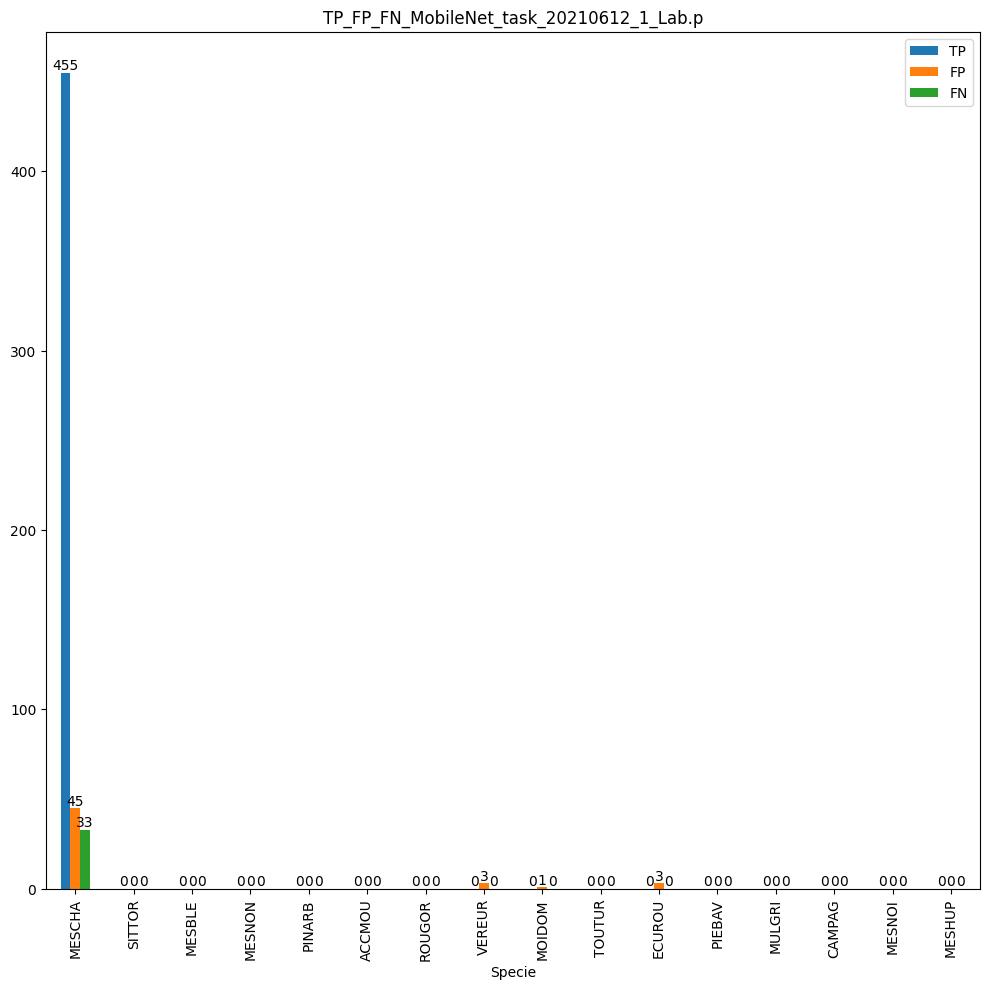 TP_FP_FN_MobileNet_task_20210612_1_Lab.p
TP
FP
FN
400
300
200
100
0
455
45
33
0 0 0
0 0 0
0 0 0
0 0 0
0 0 0
0 0 0
0 3 0
0 1 0
0 0 0
0 3 0
0 0 0
0 0 0
0 0 0
0 0 0
0 0 0
MESCHA
SITTOR
MESBLE
MESNON
PINARB
ACCMOU
ROUGOR
VEREUR
MOIDOM
TOUTUR
ECUROU
PIEBAV
MULGRI
CAMPAG
MESNOI
MESHUP
Specie